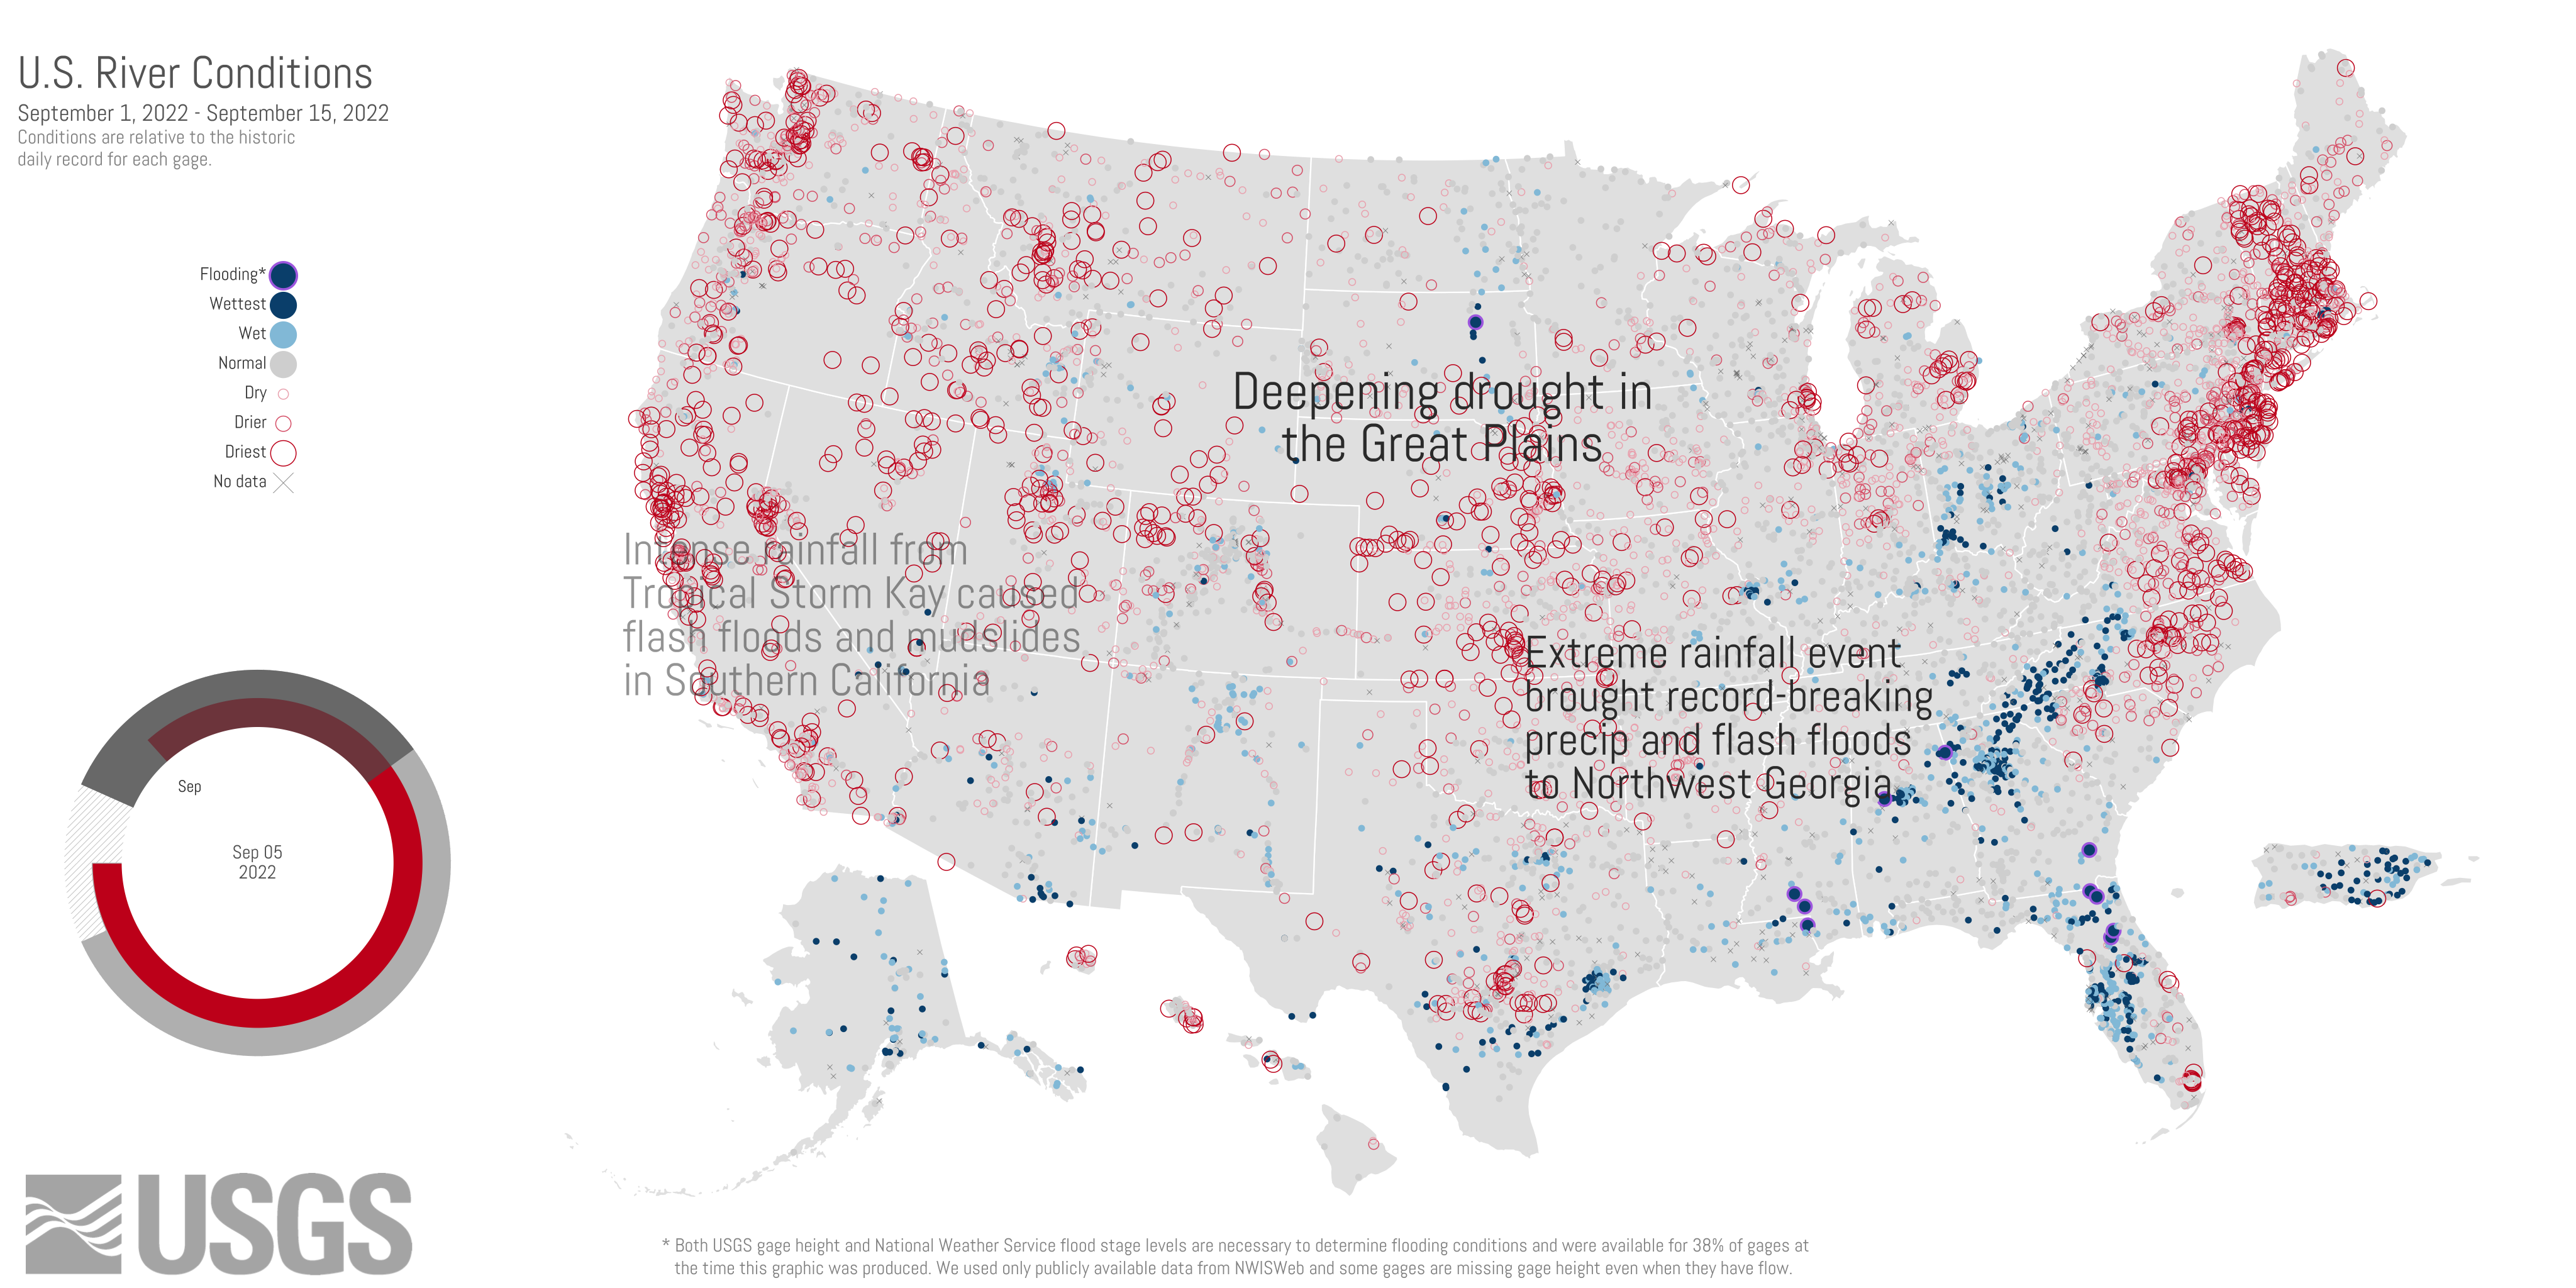 U.S. River Conditions
September 1, 2022 - September 15, 2022
Conditions are relative to the historic
daily record for each gage.
Flooding*
Wettest
Wet
Normal
Dry
Drier
Driest
No data
Deepening drought in
the Great Plains
Intense rainfall from
Tropical Storm Kay caused
flash floods and mudslides
in Southern California
Extreme rainfall event
brought record-breaking
precip and flash floods
to Northwest Georgia
Sep
Sep 05
2022
USGS
* Both USGS gage height and National Weather Service flood stage levels are necessary to determine flooding conditions and were available for 38% of gages at
the time this graphic was produced. We used only publicly available data from NWISWeb and some gages are missing gage height even when they have flow.